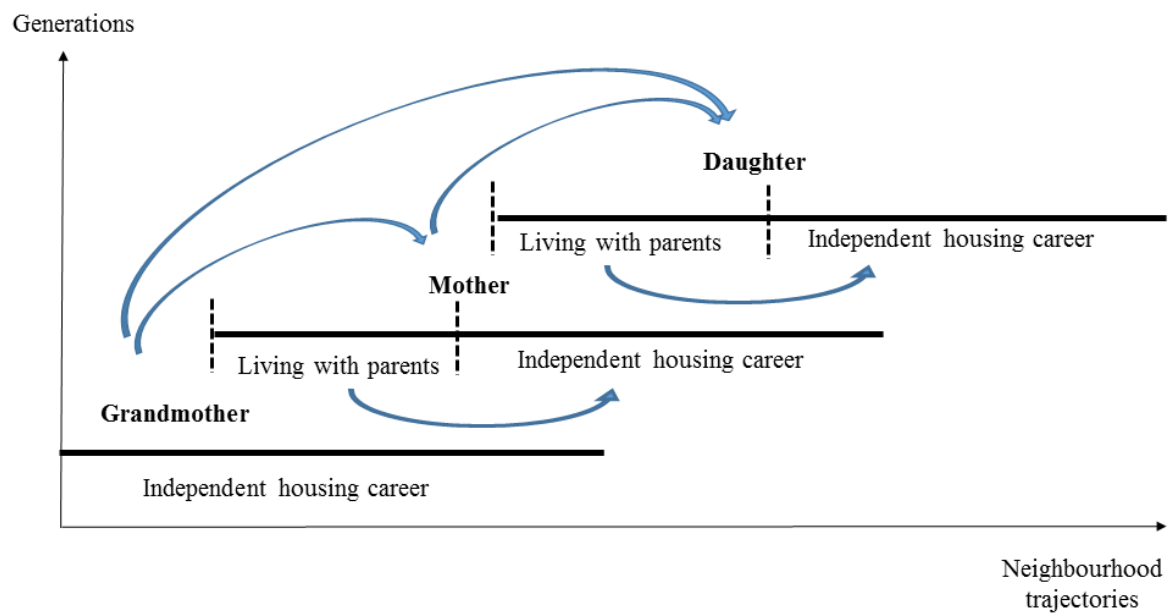 Generations
Daughter
Living with parents
Independent housing career
Mother
Living with parents
Independent housing career
Grandmother
Independent housing career
Neighbourhood
trajectories